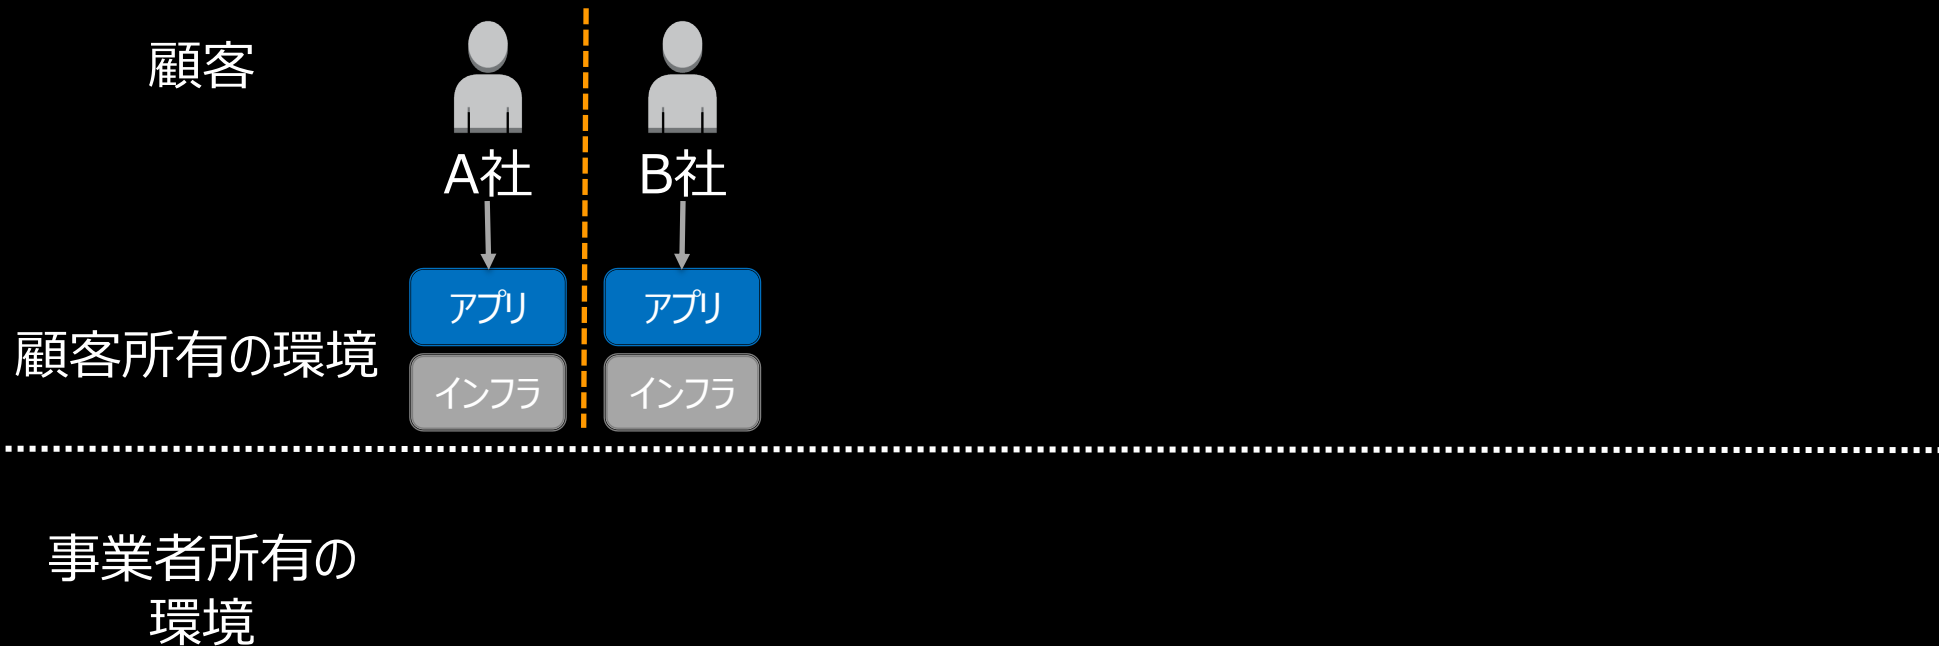 顧客
A社
B社
アプリ
アプリ
顧客所有の環境
インフラ
インフラ
事業者所有の
環境